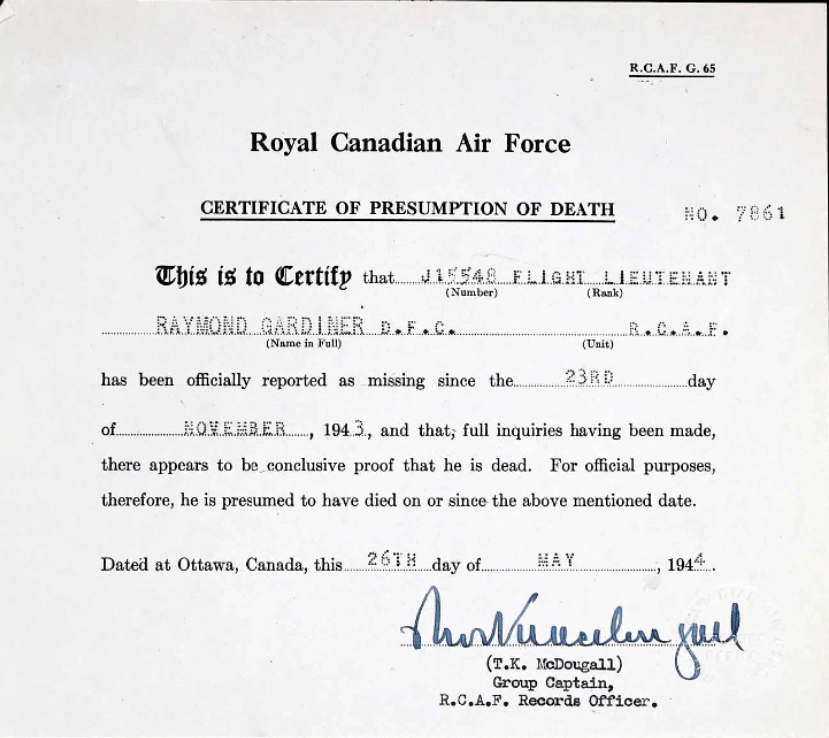 R.C.A.F. G. 65
Royal Canadian Air Force
CERTIFICATE OF PRESUMPTION OF DEATH NO. 7861
This is to Certify that J15548 FLIGHT LIEUTENANT
(Number) (Rank)
RAYMOND GARDINER D.F.C. R.C.A.F.
(Name in Full) (Unit)
has been officially reported as missing since the 23RD day
of NOVEMBER, 1943, and that, full inquiries having been made,
there appears to be conclusive proof that he is dead. For official purposes,
therefore, he is presumed to have died on or since the above mentioned date.
Dated at Ottawa, Canada, this 26TH day of MAY, 1944.
(T.K. McDougall)
Group Captain,
R.C.A.F. Records Officer.